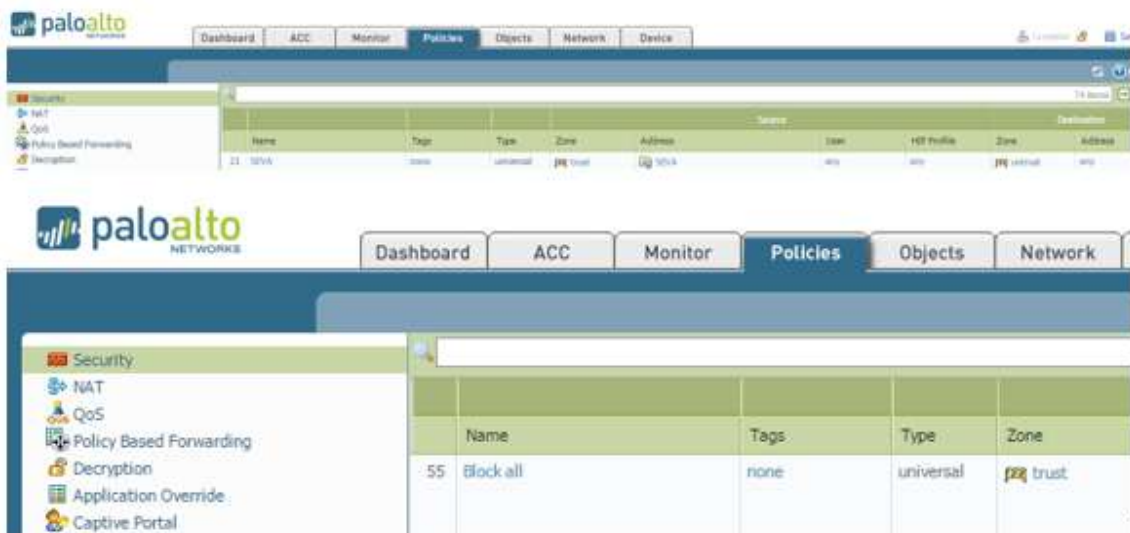 paloalto
NETWORKS
Dashboard ACC Monitor Policies Objects Network Device
Security
74 items
NAT
QoS
Source Destination
Policy Based Forwarding
Name Tags Type Zone Address User HIP Profile Zone Address
Decryption
21 SEVA none universal trust SEVA any any untrust any
paloalto
NETWORKS
Dashboard ACC Monitor Policies Objects Network
Security
NAT
QoS
Policy Based Forwarding
Name Tags Type Zone
Decryption
55 Block all none universal trust
Application Override
Captive Portal